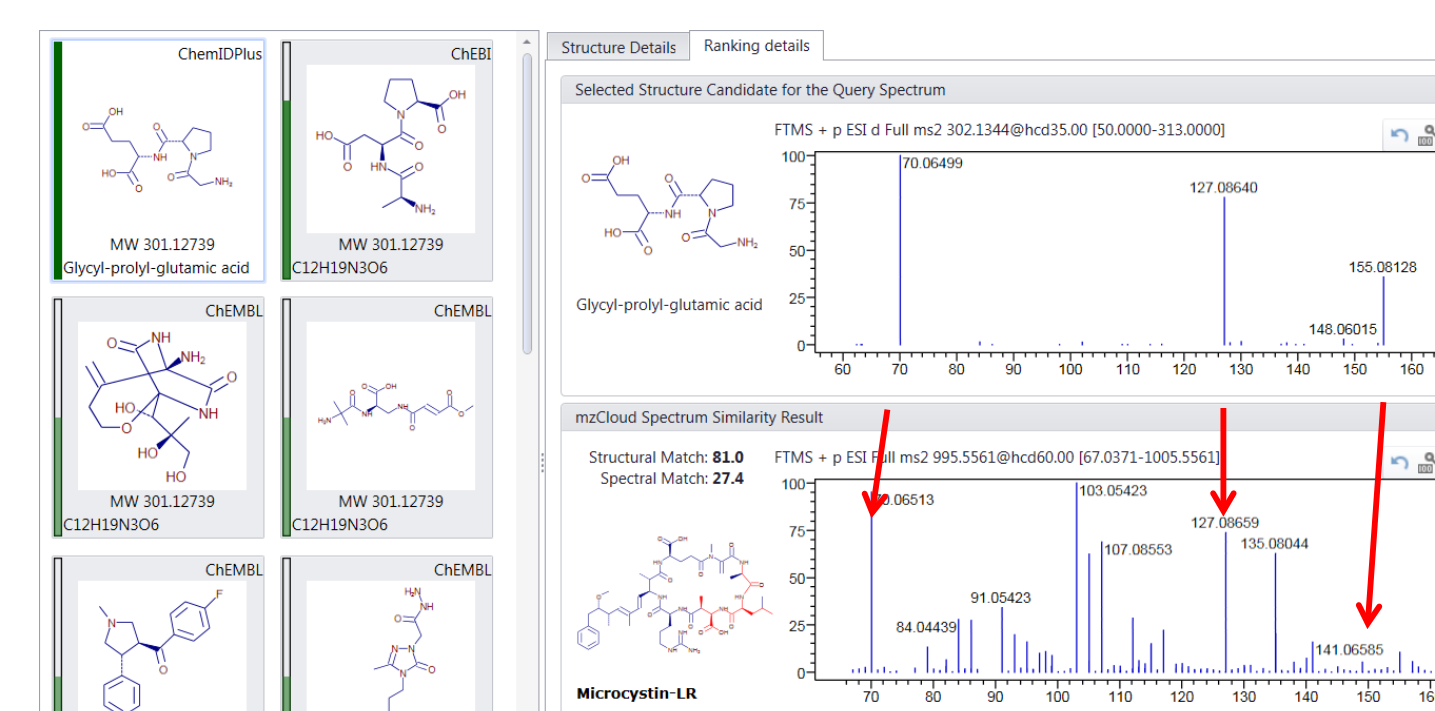 ChemIDPlus
MW 301.12739
Glycyl-prolyl-glutamic acid
ChEBI
MW 301.12739
C12H19N3O6
ChEMBL
MW 301.12739
C12H19N3O6
ChEMBL
MW 301.12739
C12H19N3O6
ChEMBL
ChEMBL
Structure Details
Ranking details
Selected Structure Candidate for the Query Spectrum
FTMS + p ESI d Full ms2 302.1344@hcd35.00 [50.0000-313.0000]
Glycyl-prolyl-glutamic acid
100
75
50
25
0
70.06499
127.08640
155.08128
148.06015
60 70 80 90 100 110 120 130 140 150 160
mzCloud Spectrum Similarity Result
Structural Match: 81.0
Spectral Match: 27.4
FTMS + p ESI Full ms2 995.5561@hcd60.00 [67.0371-1005.5561]
Microcystin-LR
100
75
50
25
0
70.06513
103.05423
127.08659
107.08553
135.08044
91.05423
84.04439
141.06585
70 80 90 100 110 120 130 140 150